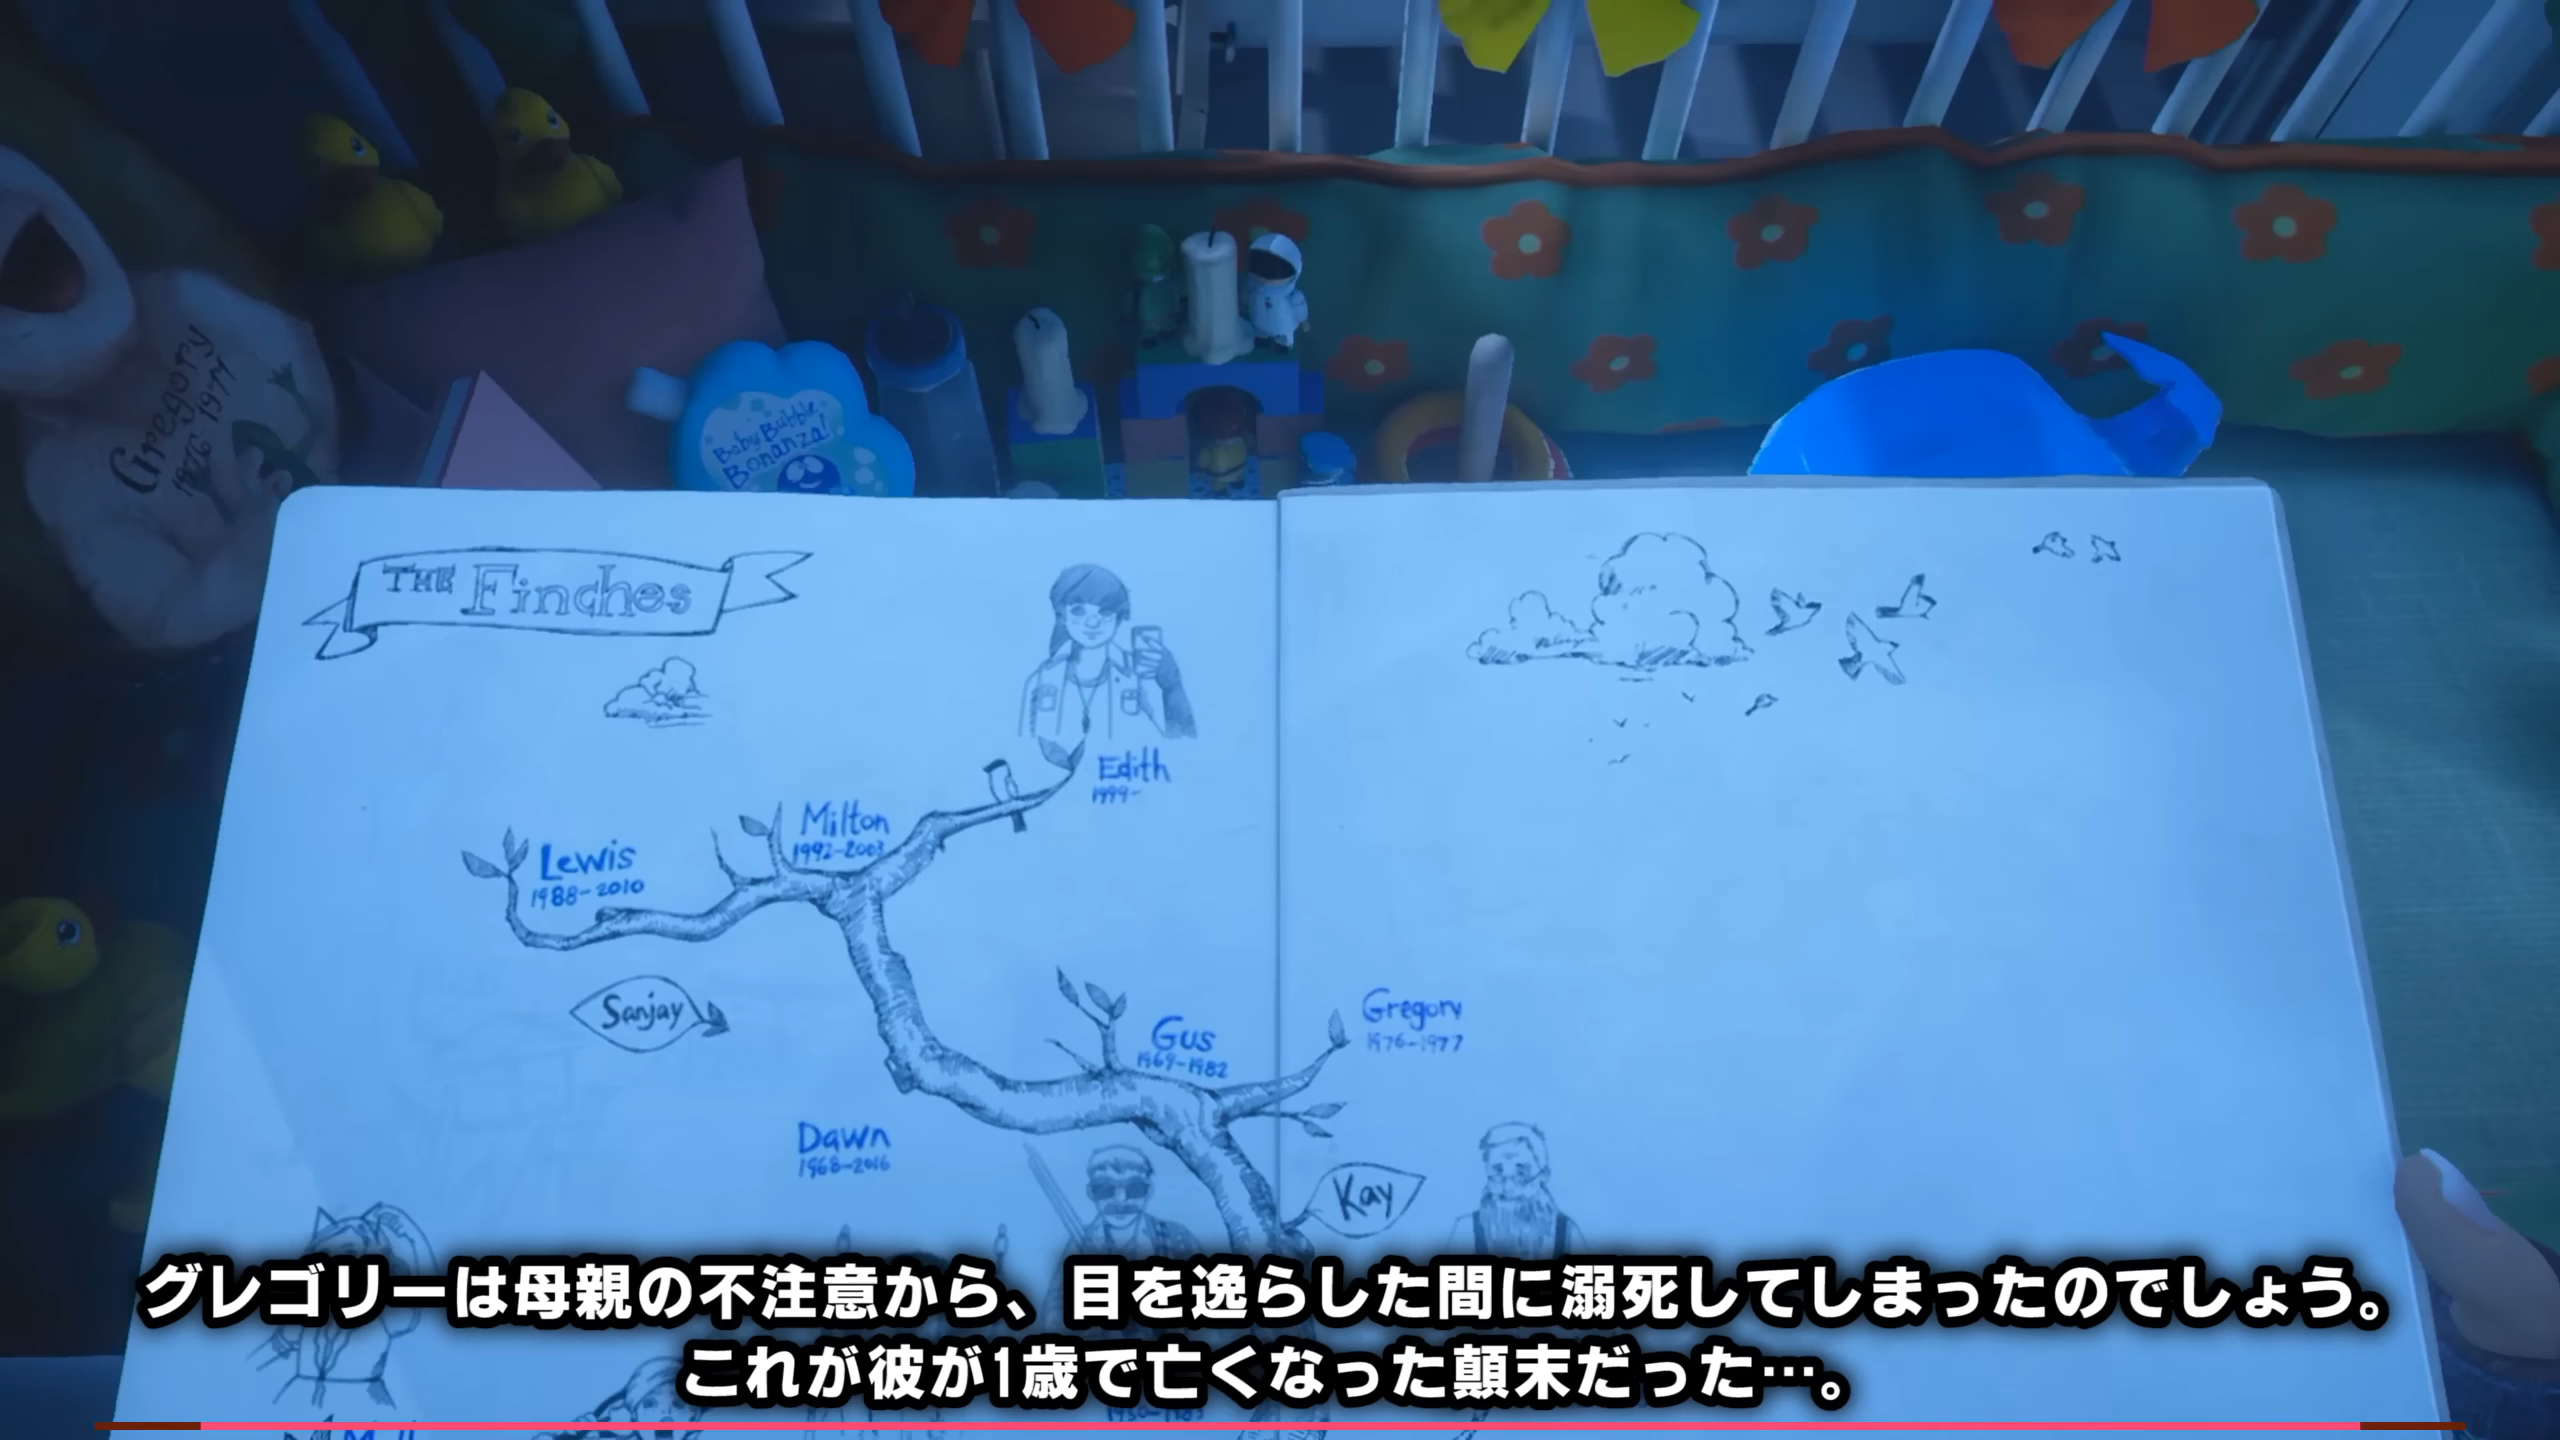 Gregory
1976-1977
Baby Bubble
Bonanza!
THE Finches
Edith
1999-
Milton
1992-2003
Lewis
1988-2010
Sanjay
Gregory
1976-1977
Gus
1969-1982
Dawn
1968-2016
Kay
グレゴリーは母親の不注意から、目を逸らした間に溺死してしまったのでしょう。
これが彼が1歳で亡くなった顛末だった…。